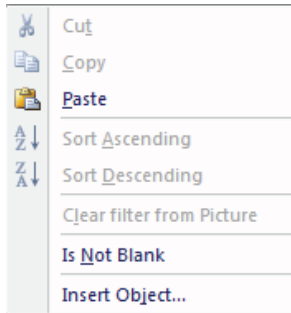 Cut
Copy
Paste
Sort Ascending
Sort Descending
Clear filter from Picture
Is Not Blank
Insert Object...